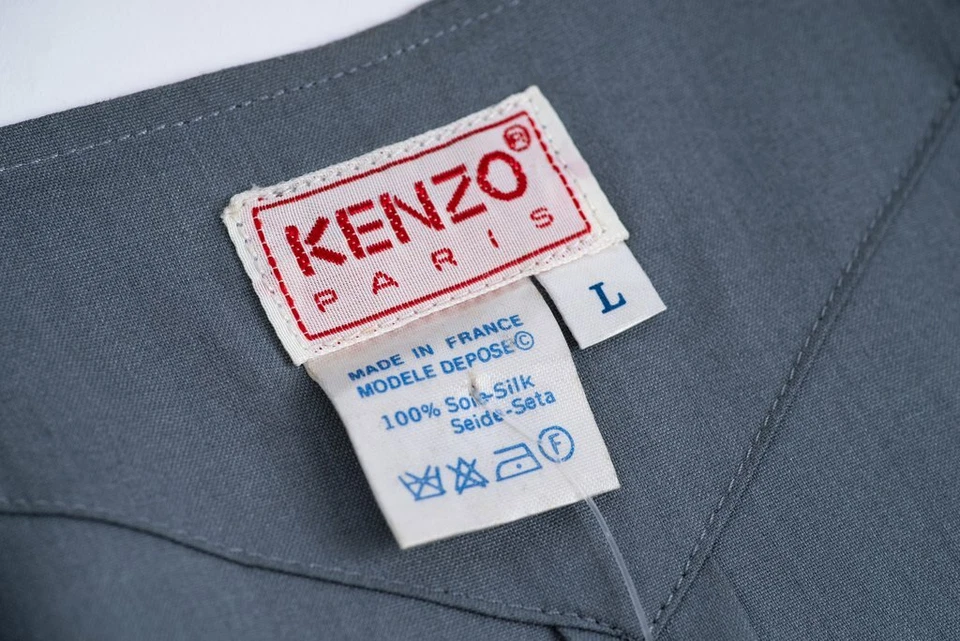 KENZO®
PARIS
L
MADE IN FRANCE
MODELE DEPOSE©
100% Soie-Silk
Seide-Seta
F